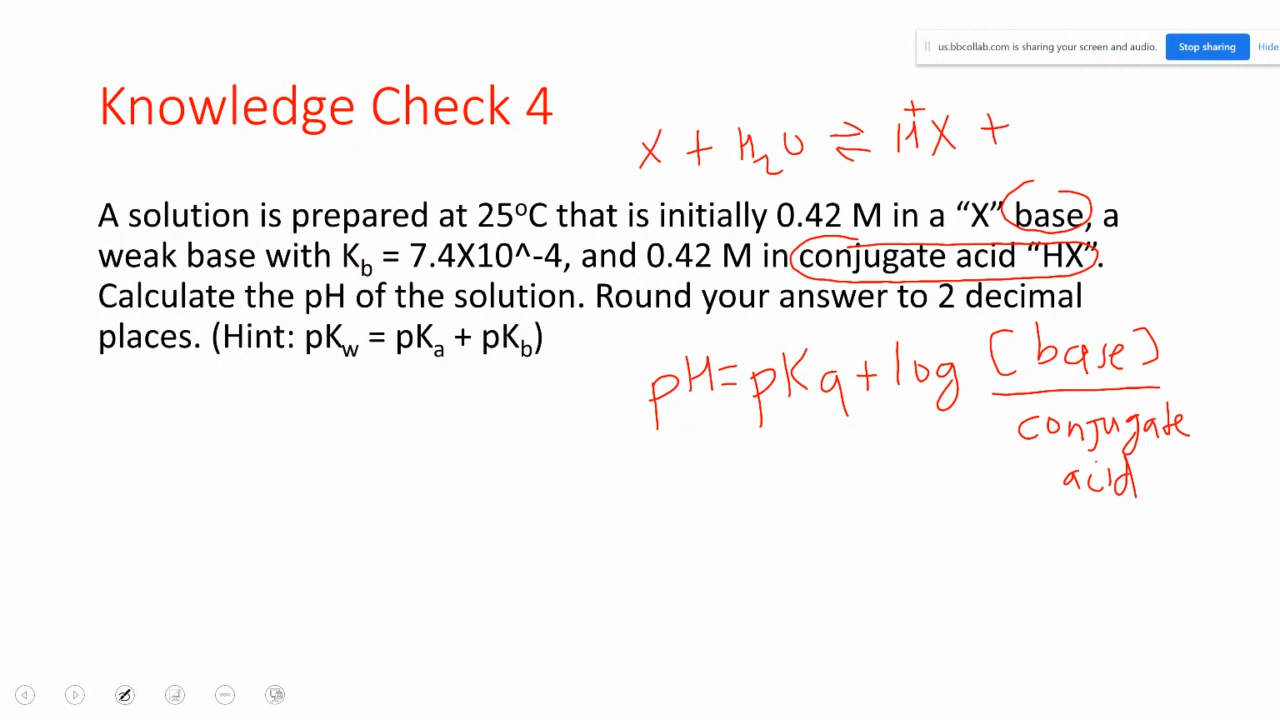 us.bbcollab.com is sharing your screen and audio. Stop sharing Hide
Knowledge Check 4
X + H₂O ⇌ HX⁺ +
A solution is prepared at 25ᵒC that is initially 0.42 M in a “X” base, a
weak base with Kb = 7.4X10^-4, and 0.42 M in conjugate acid “HX”.
Calculate the pH of the solution. Round your answer to 2 decimal
places. (Hint: pKw = pKa + pKb)
pH = pKa + log [base]
conjugate
acid